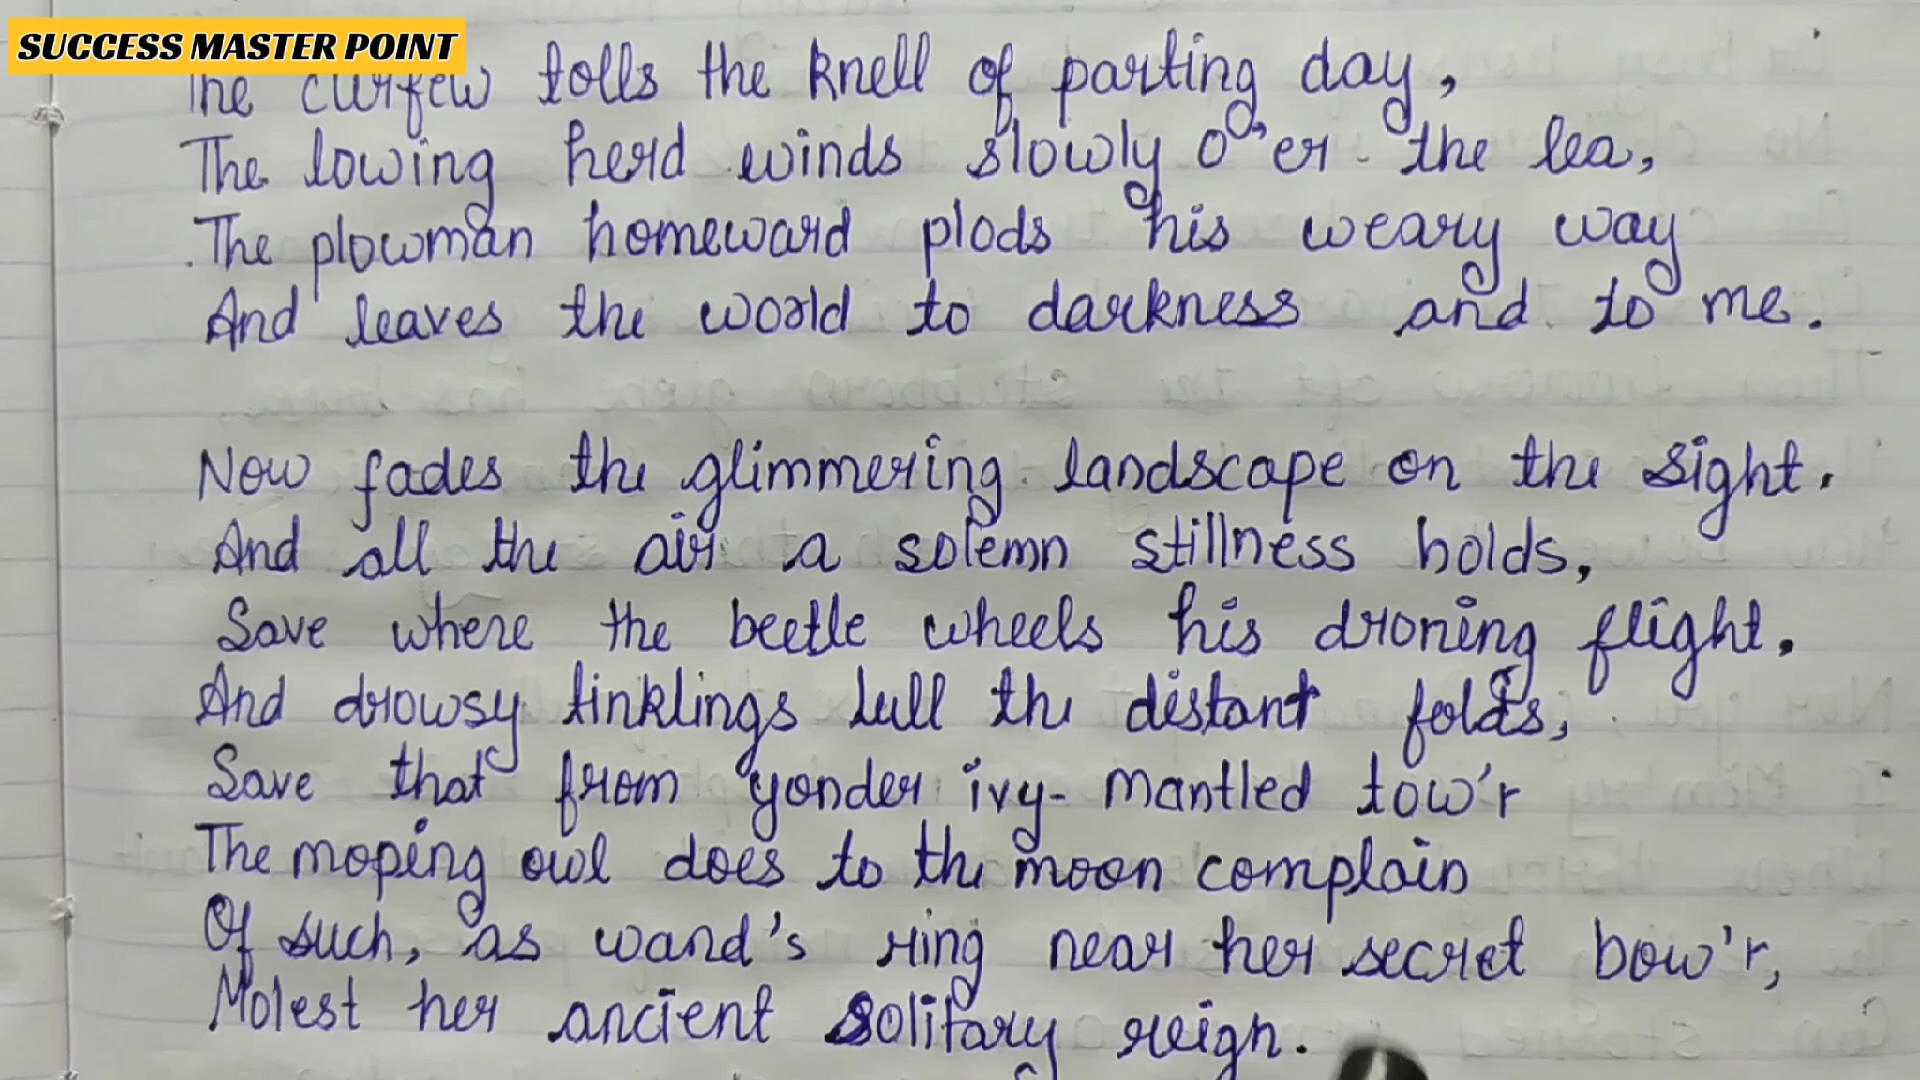 SUCCESS MASTER POINT
The curfew tolls the knell of parting day,
The lowing herd winds slowly o'er the lea,
The plowman homeward plods his weary way
And leaves the world to darkness and to me.
Now fades the glimmering landscape on the sight.
And all the air a solemn stillness holds,
Save where the beetle wheels his droning flight.
And drowsy tinklings lull the distant folds,
Save that from yonder ivy-mantled tow'r
The moping owl does to the moon complain
Of such, as wand's ring near her secret bow'r,
Molest her ancient solitary reign.